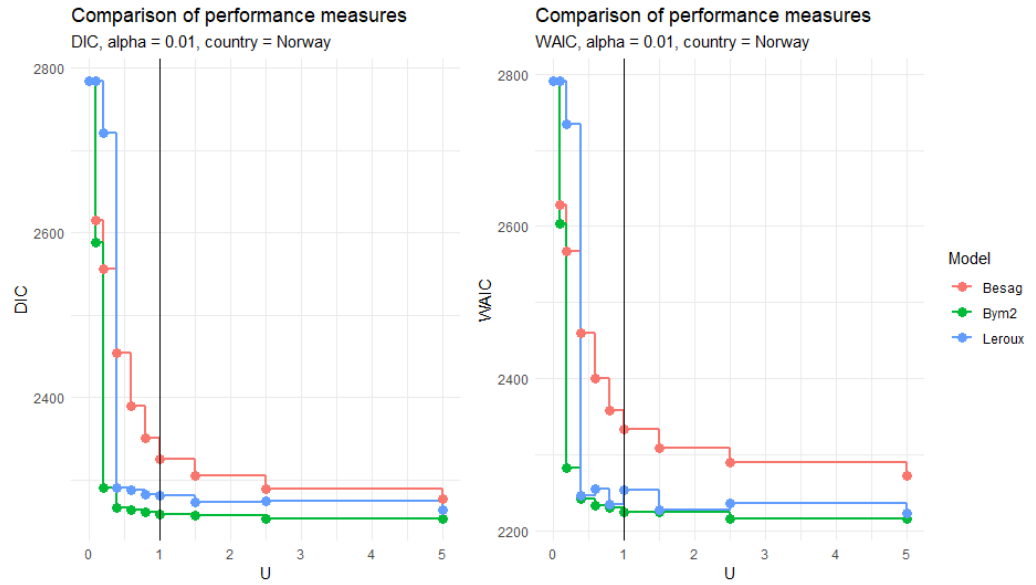 Comparison of performance measures
DIC, alpha = 0.01, country = Norway
2800
2600
2400
DIC
0
1
2
3
4
5
U
Comparison of performance measures
WAIC, alpha = 0.01, country = Norway
2800
2600
2400
2200
WAIC
0
1
2
3
4
5
U
Model
Besag
Bym2
Leroux